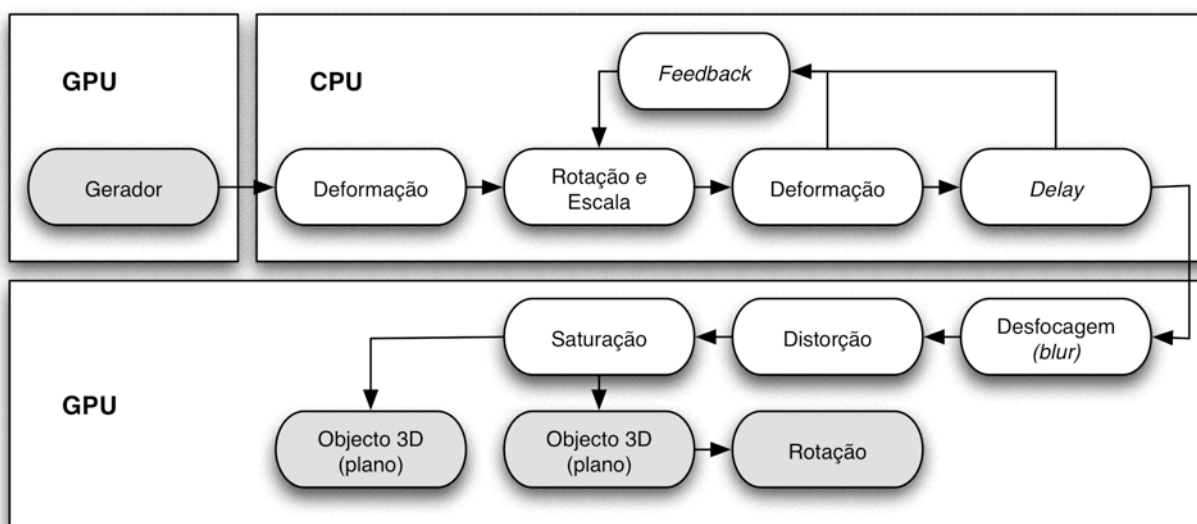 GPU
CPU
Feedback
Gerador
Deformação
Rotação e
Escala
Deformação
Delay
GPU
Saturação
Distorção
Desfocagem
(blur)
Objecto 3D
(plano)
Objecto 3D
(plano)
Rotação